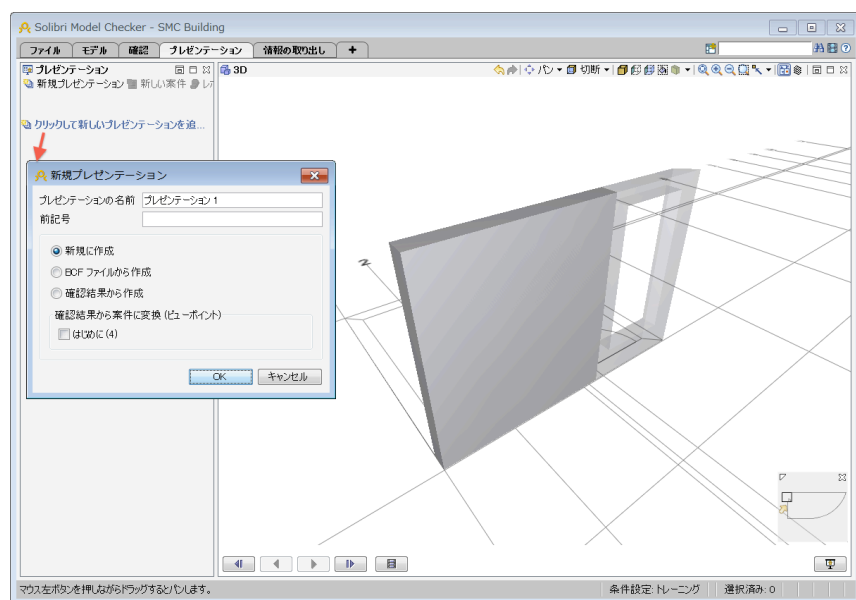 Solibri Model Checker - SMC Building
ファイル モデル 確認 プレゼンテーション 情報の取り出し +
プレゼンテーション
新規プレゼンテーション 新しい案件
クリックして新しいプレゼンテーションを追...
3D
パン 切断
新規プレゼンテーション
プレゼンテーションの名前 プレゼンテーション 1
前記号
新規に作成
BCF ファイルから作成
確認結果から作成
確認結果から案件に変換 (ビューポイント)
はじめに (4)
OK キャンセル
2
マウス左ボタンを押しながらドラッグするとパンします。 条件設定: トレーニング 選択済み: 0